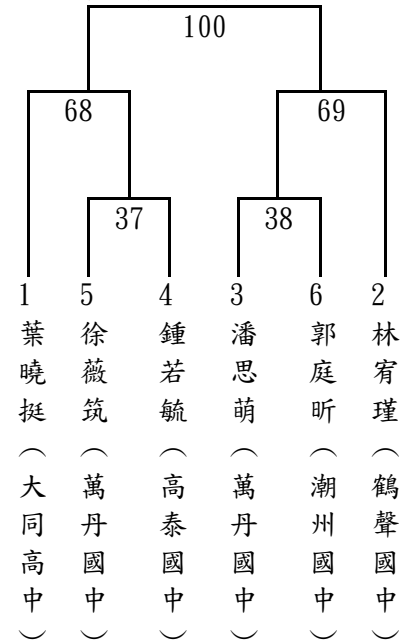 100
68
69
37
38
1
5
4
3
6
2
葉曉挺（大同高中）
徐薇筑（萬丹國中）
鍾若毓（高泰國中）
潘思萌（萬丹國中）
郭庭昕（潮州國中）
林宥瑾（鶴聲國中）